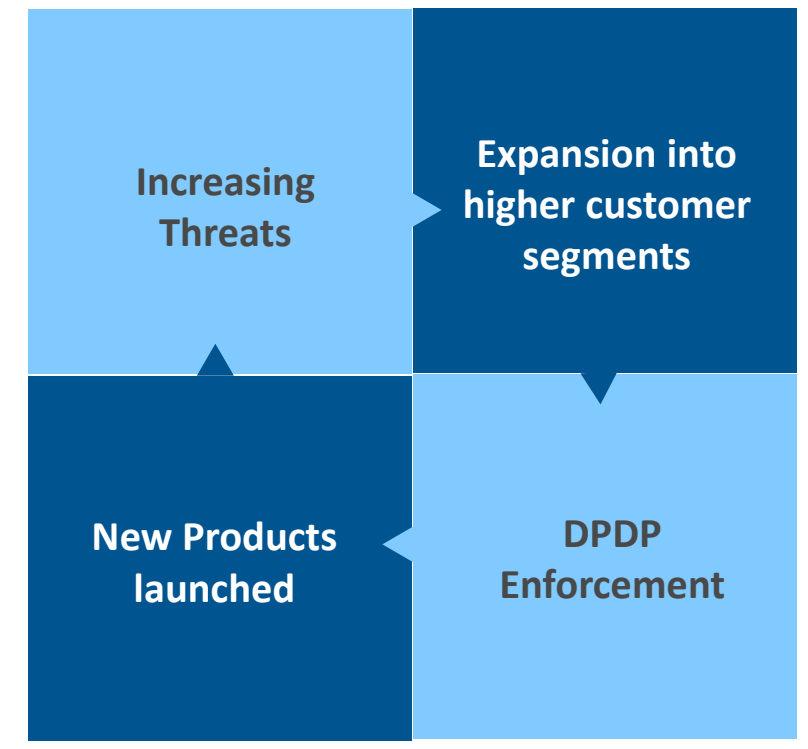 Increasing
Threats
Expansion into
higher customer
segments
New Products
launched
DPDP
Enforcement